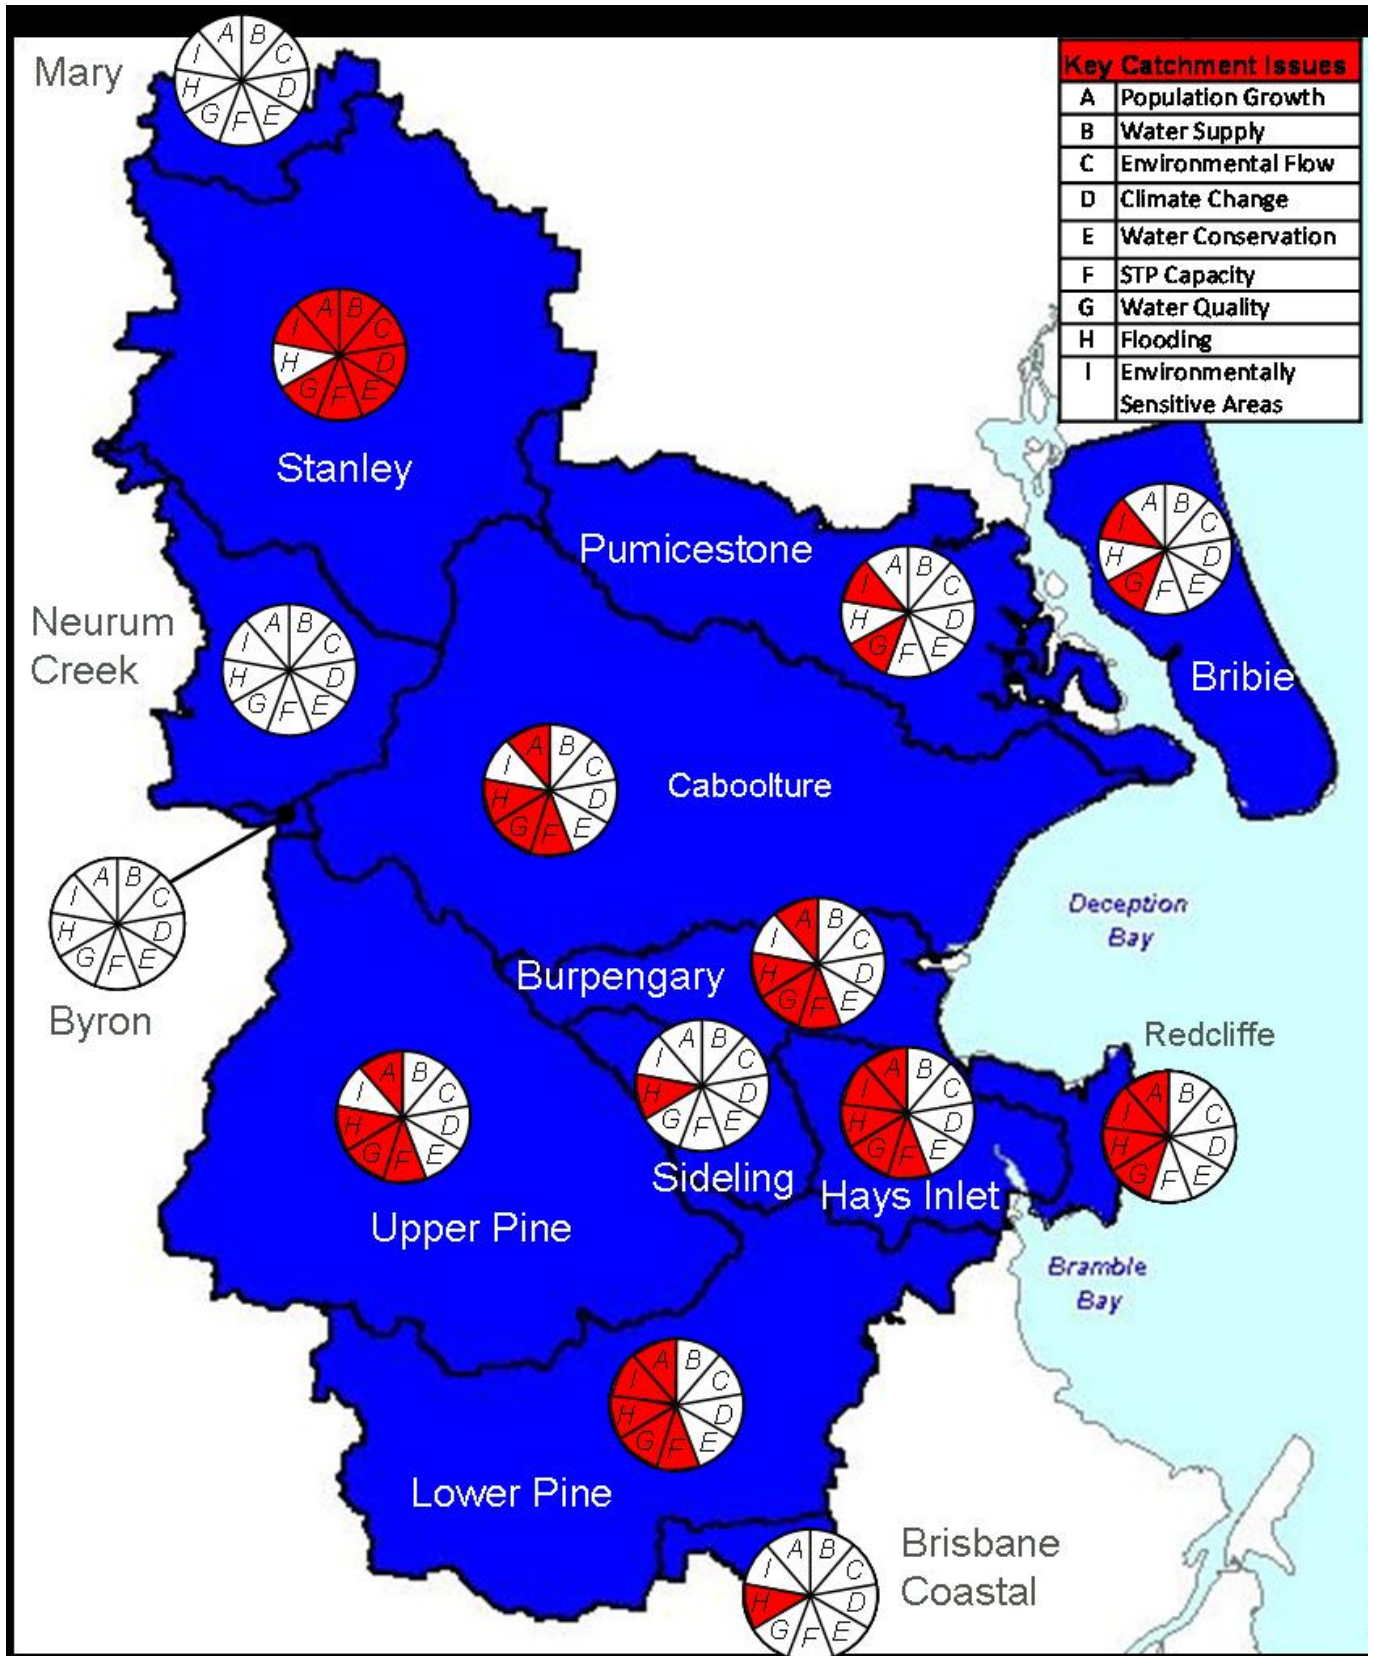 Mary
A B C D E F G H I
Key Catchment Issues
A Population Growth
B Water Supply
C Environmental Flow
D Climate Change
E Water Conservation
F STP Capacity
G Water Quality
H Flooding
I Environmentally
Sensitive Areas
A B C D E F G H I
Stanley
Pumicestone
A B C D E F G H I
A B C D E F G H I
Bribie
Neurum
Creek
A B C D E F G H I
A B C D E F G H I
Caboolture
A B C D E F G H I
Byron
Deception
Bay
Burpengary
A B C D E F G H I
Redcliffe
A B C D E F G H I
A B C D E F G H I
Upper Pine
A B C D E F G H I
Sideling
A B C D E F G H I
Hays Inlet
Bramble
Bay
A B C D E F G H I
Lower Pine
A B C D E F G H I
Brisbane
Coastal